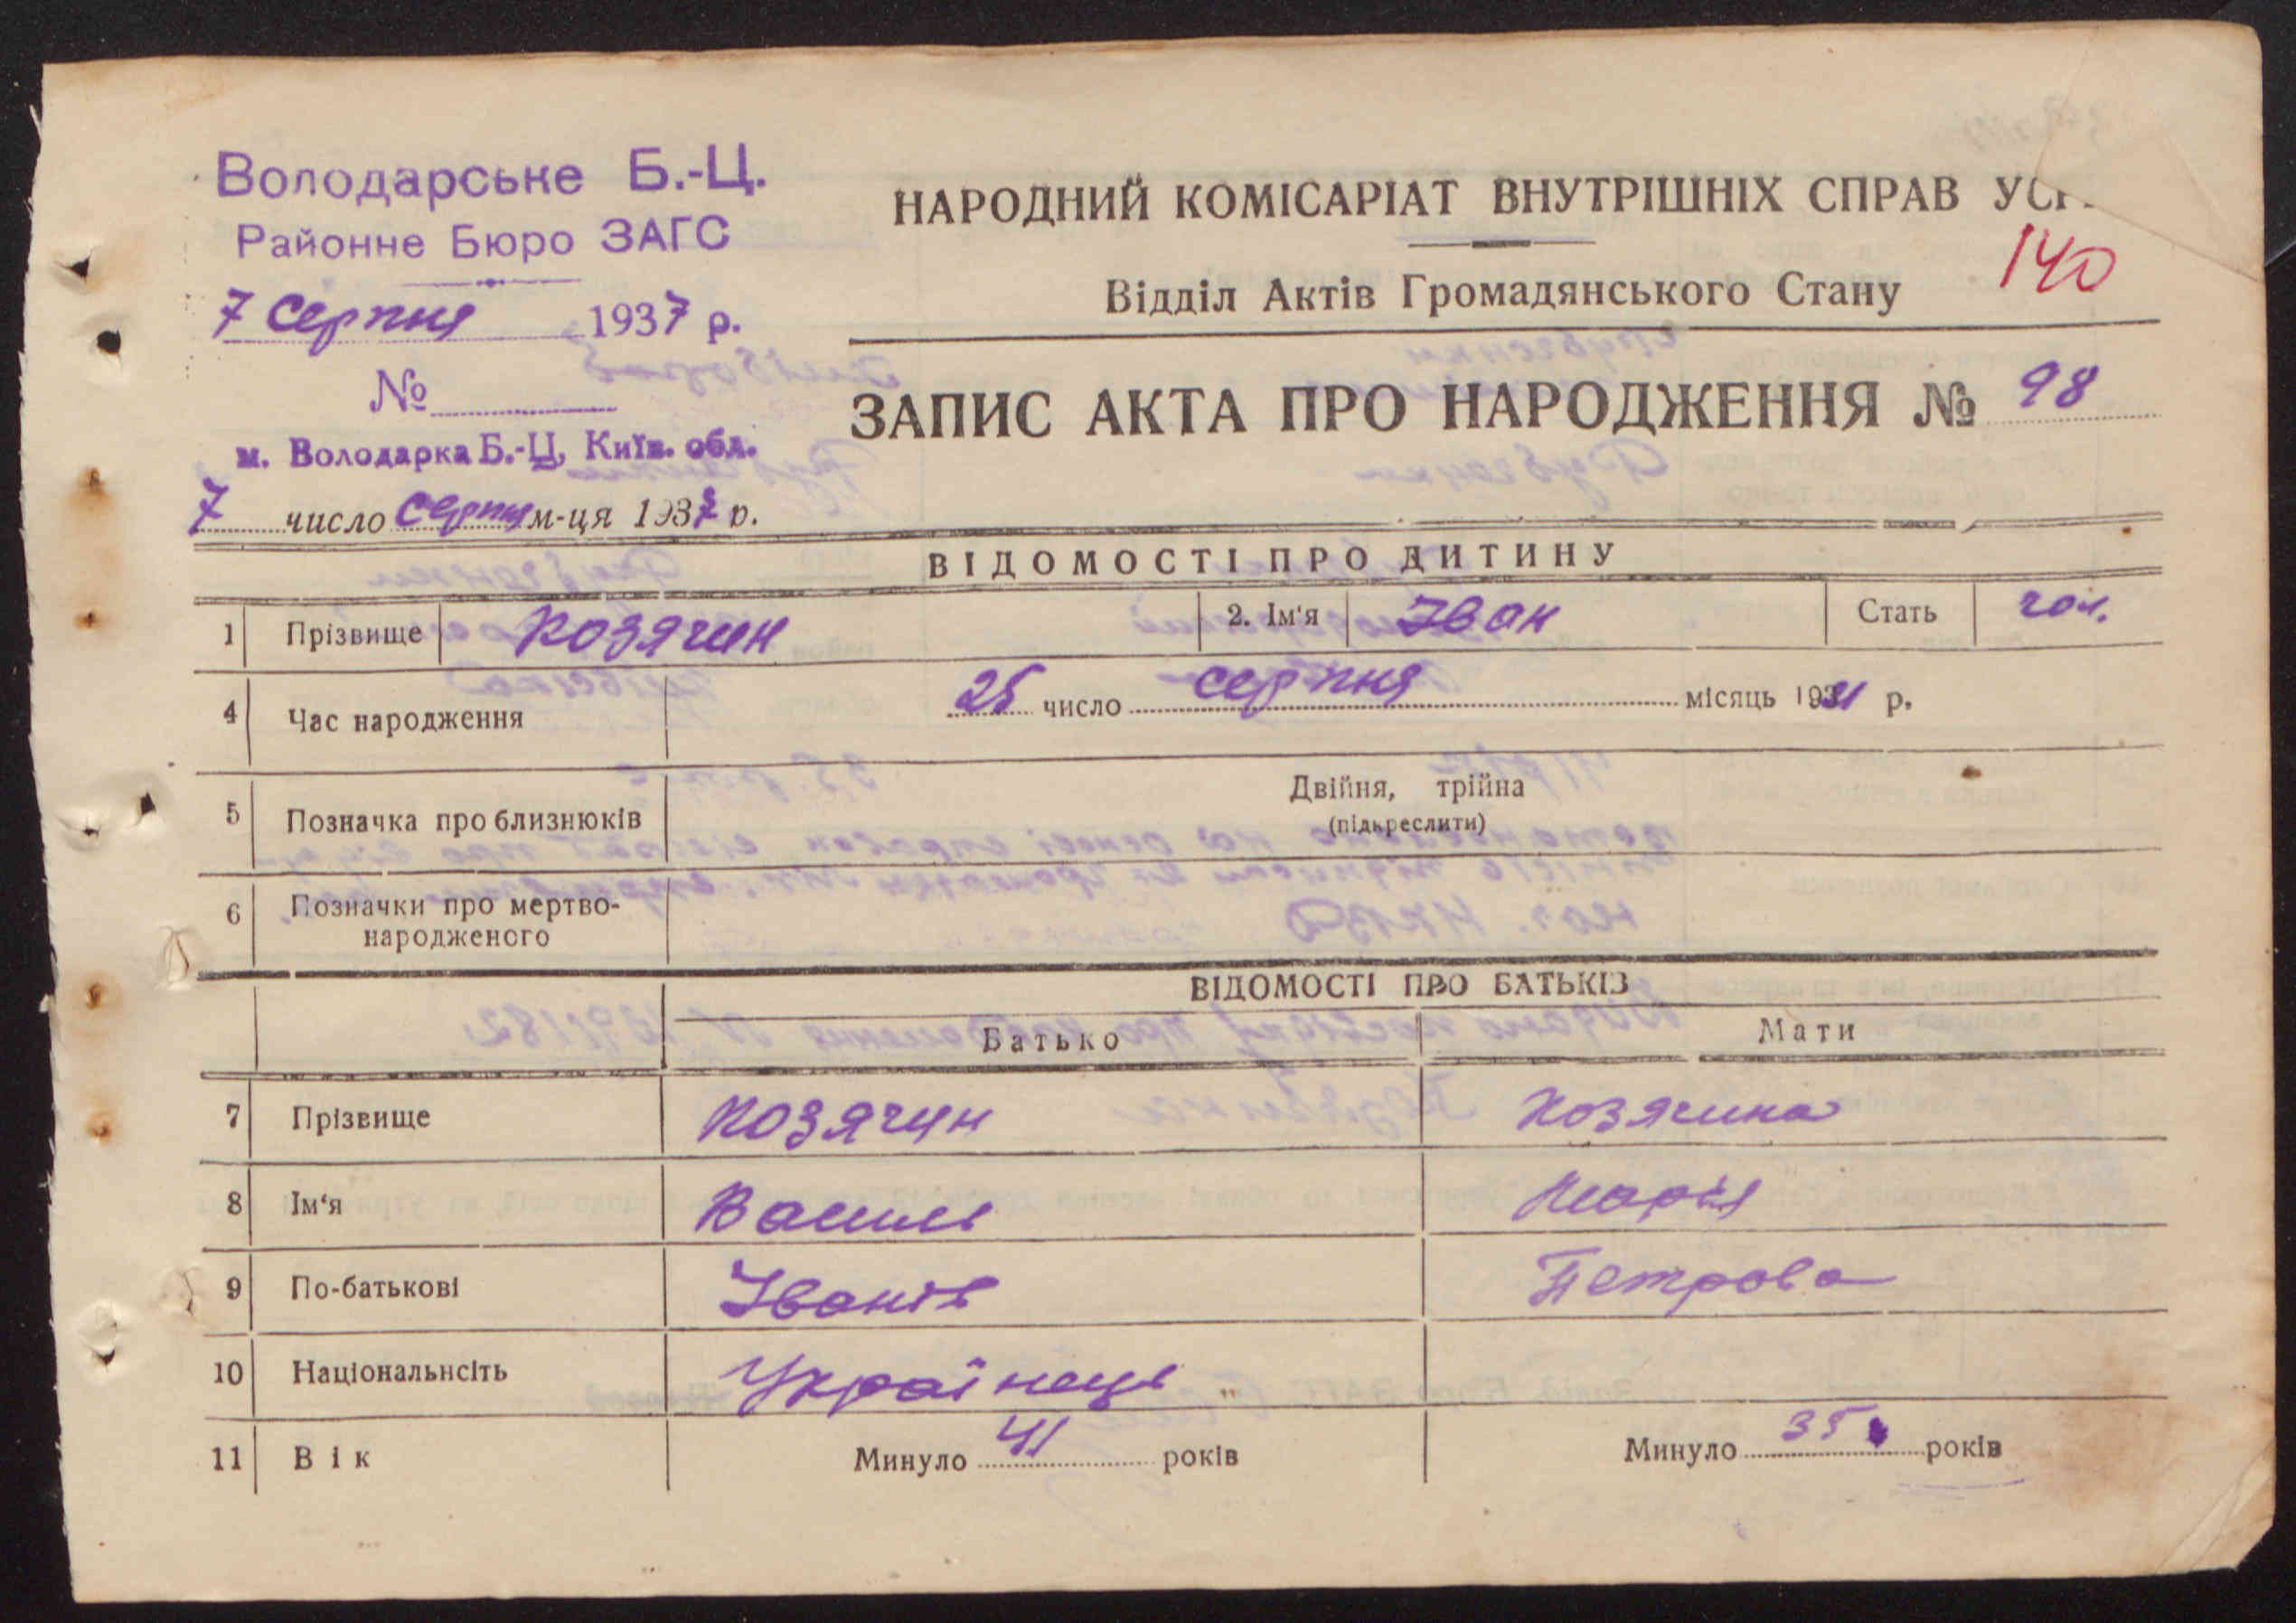 Володарське Б.-Ц.
Районне Бюро ЗАГС
7 Серпня 1937 р.
№
м. Володарка Б.-Ц, Київ. обл.
7 число Серпня м-ця 1937 р.
НАРОДНИЙ КОМІСАРІАТ ВНУТРІШНІХ СПРАВ
140
Відділ Актів Громадянського Стану
ЗАПИС АКТА ПРО НАРОДЖЕННЯ № 98
ВІДОМОСТІ ПРО ДИТИНУ
1 Прізвище Козячин 2. Ім'я Іван Стать чол.
4 Час народження 25 число серпня місяць 1931 р.
5 Позначка про близнюків Двійня, трійна
(підкреслити)
6 Позначки про мертво-
народженого
ВІДОМОСТІ ПРО БАТЬКІВ
Батько Мати
7 Прізвище Козячин Козячина
8 Ім'я Василь Марія
9 По-батькові Іванів Петрова
10 Національнсіть Українець "
11 Вік Минуло 41 років Минуло 35 років